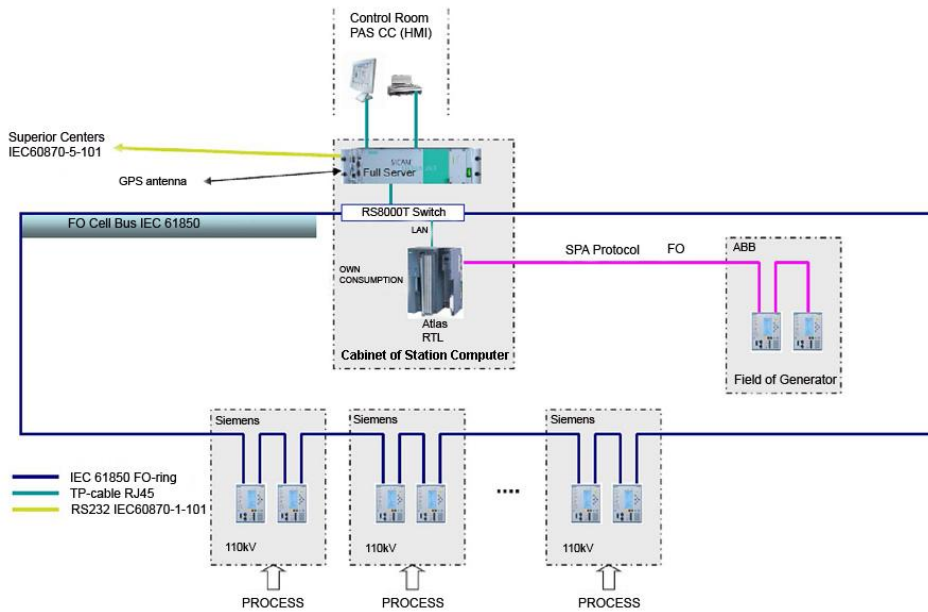 Control Room
PAS CC (HMI)
Superior Centers
IEC60870-5-101
SICAM
Full Server
GPS antenna
RS8000T Switch
FO Cell Bus IEC 61850
LAN
SPA Protocol FO
ABB
OWN
CONSUMPTION
Atlas
RTL
Cabinet of Station Computer
Field of Generator
Siemens
Siemens
Siemens
IEC 61850 FO-ring
TP-cable RJ45
RS232 IEC60870-1-101
....
110kV
110kV
110kV
PROCESS
PROCESS
PROCESS